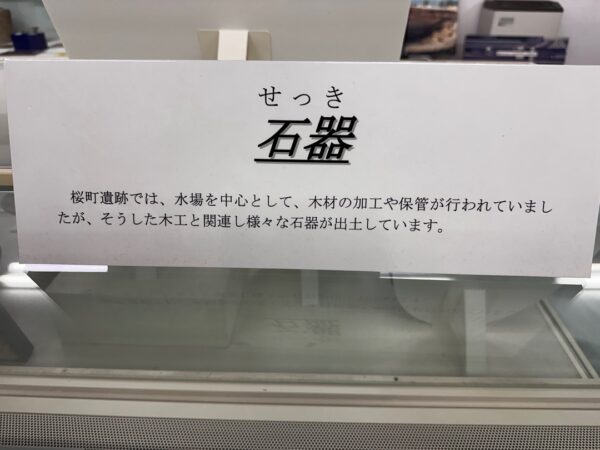 せっき
石器
桜町遺跡では、水場を中心として、木材の加工や保管が行われていまし
たが、そうした木工と関連し様々な石器が出土しています。